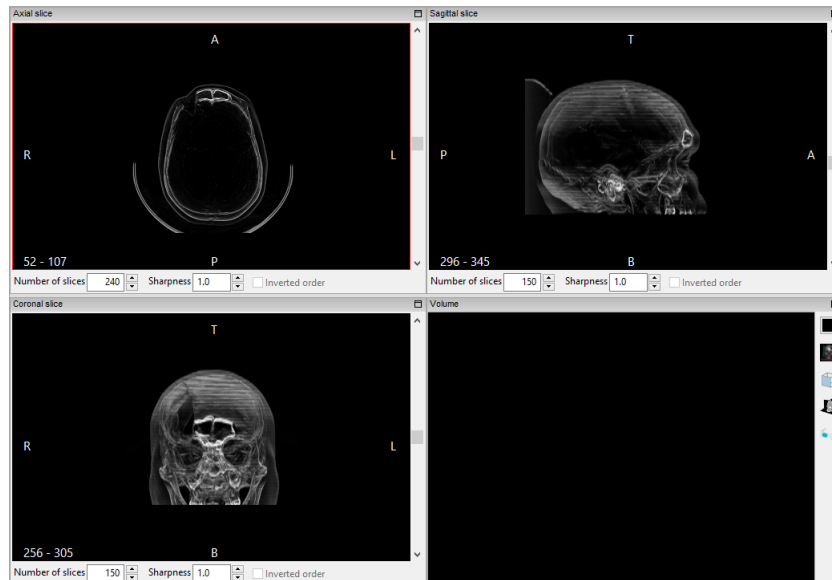 Axial slice
A
R
L
52 - 107
P
Number of slices 240 Sharpness 1.0 Inverted order
Sagittal slice
T
P
A
296 - 345
B
Number of slices 150 Sharpness 1.0 Inverted order
Coronal slice
T
R
L
256 - 305
B
Number of slices 150 Sharpness 1.0 Inverted order
Volume